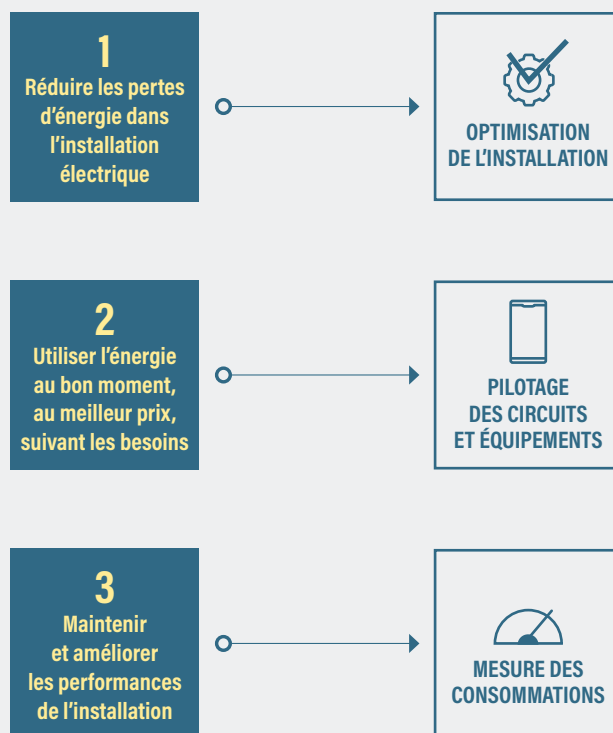 1
Réduire les pertes
d’énergie dans
l’installation
électrique
OPTIMISATION
DE L’INSTALLATION
2
Utiliser l’énergie
au bon moment,
au meilleur prix,
suivant les besoins
PILOTAGE
DES CIRCUITS
ET ÉQUIPEMENTS
3
Maintenir
et améliorer
les performances
de l’installation
MESURE DES
CONSOMMATIONS